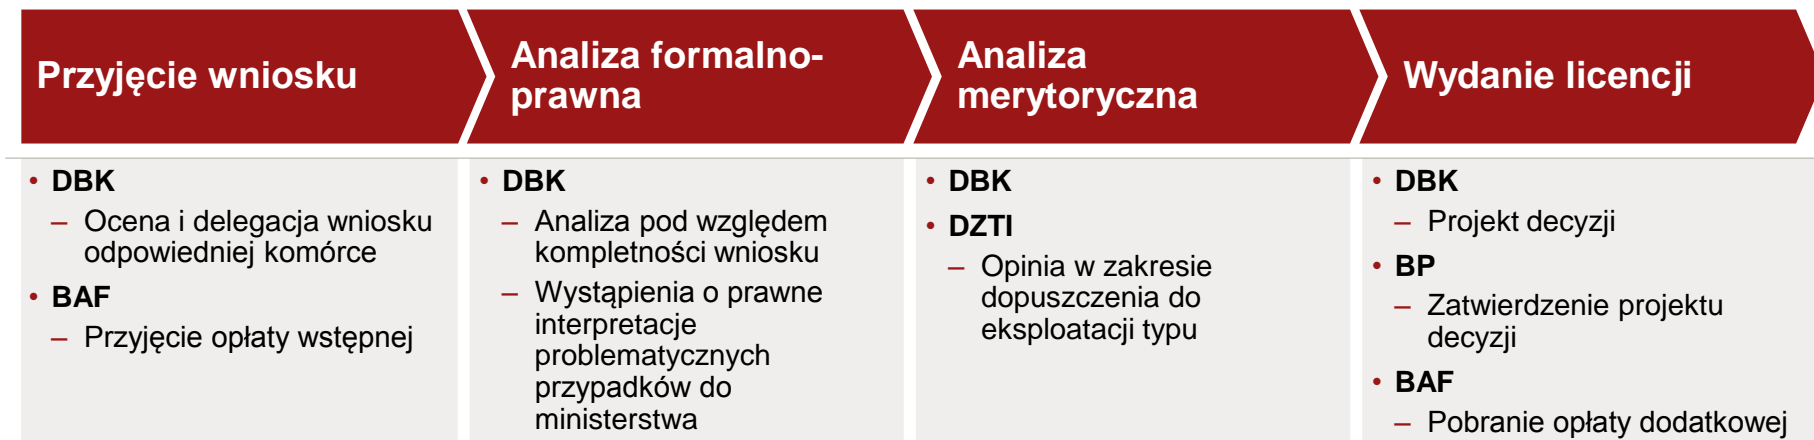 Przyjęcie wniosku
Analiza formalno-
prawna
Analiza
merytoryczna
Wydanie licencji
• DBK
– Ocena i delegacja wniosku
odpowiedniej komórce
• BAF
– Przyjęcie opłaty wstępnej
• DBK
– Analiza pod względem
kompletności wniosku
– Wystąpienia o prawne
interpretacje
problematycznych
przypadków do
ministerstwa
• DBK
• DZTI
– Opinia w zakresie
dopuszczenia do
eksploatacji typu
• DBK
– Projekt decyzji
• BP
– Zatwierdzenie projektu
decyzji
• BAF
– Pobranie opłaty dodatkowej